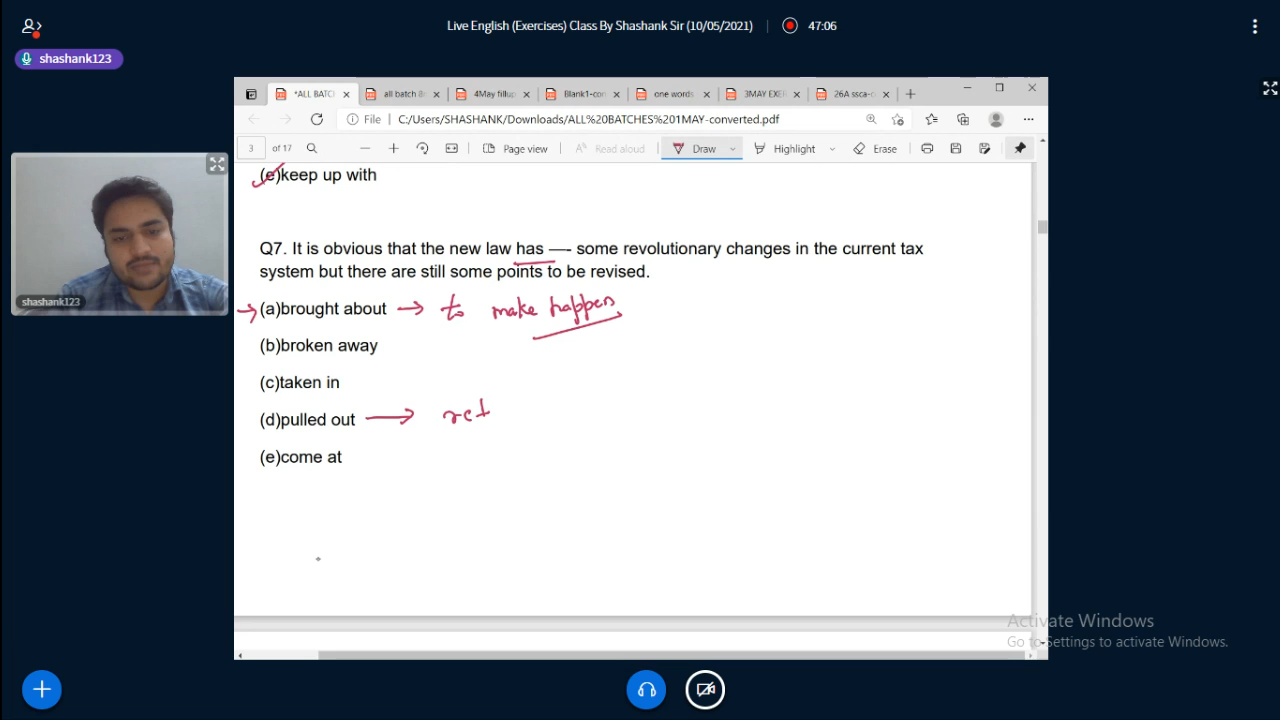 Live English (Exercises) Class By Shashank Sir (10/05/2021)
47:06
shashank123
*ALL BATC
all batch 8
4May fillup
Blank1-con
one words
3MAY EXE
26A ssca-c
File
C:/Users/SHASHANK/Downloads/ALL%20BATCHES%201MAY-converted.pdf
3 of 17
Page view
Read aloud
Draw
Highlight
Erase
(e)keep up with
Q7. It is obvious that the new law has —- some revolutionary changes in the current tax
system but there are still some points to be revised.
(a)brought about → to make happen
(b)broken away
(c)taken in
(d)pulled out → ret
(e)come at
shashank123
Activate Windows
Go to Settings to activate Windows.